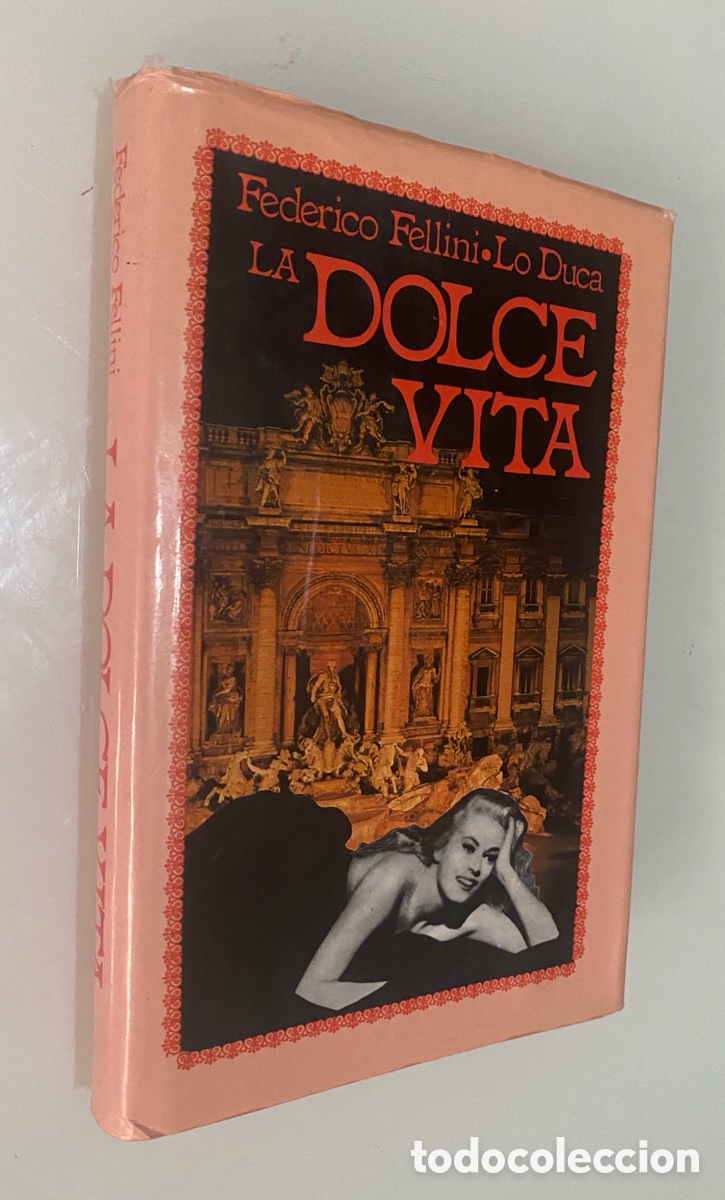 Federico Fellini • Lo Duca
LA DOLCE
VITA
Federico Fellini LA DOLCE VITA
todocoleccion